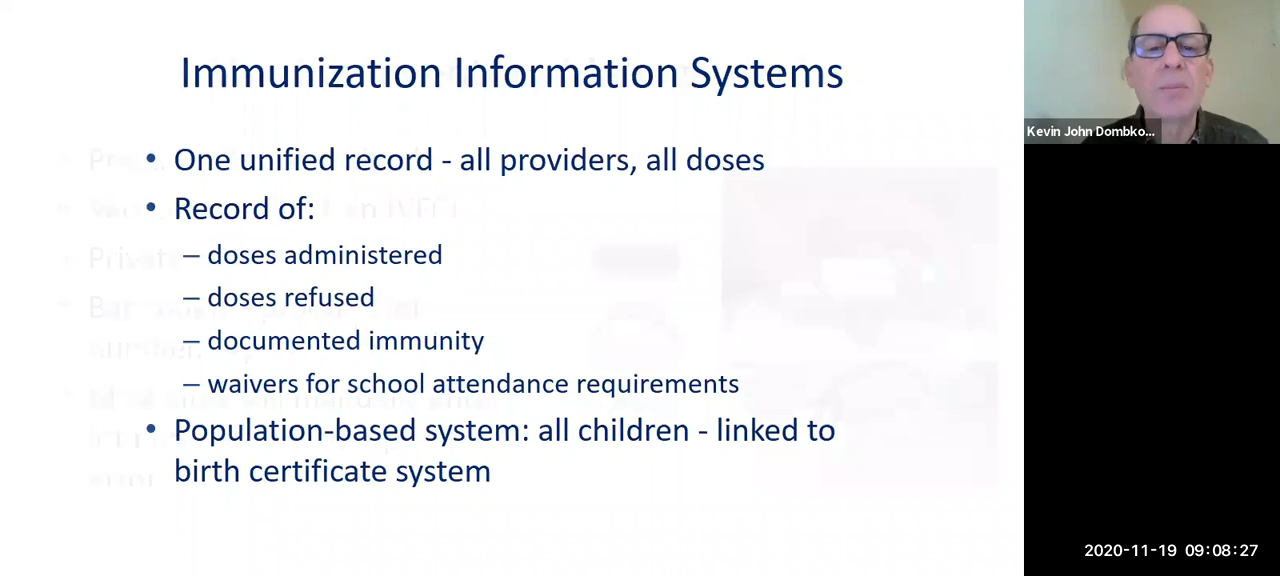 Immunization Information Systems
• One unified record - all providers, all doses
• Record of:
– doses administered
– doses refused
– documented immunity
– waivers for school attendance requirements
• Population-based system: all children - linked to
birth certificate system
Kevin John Dombko...
2020-11-19 09:08:27